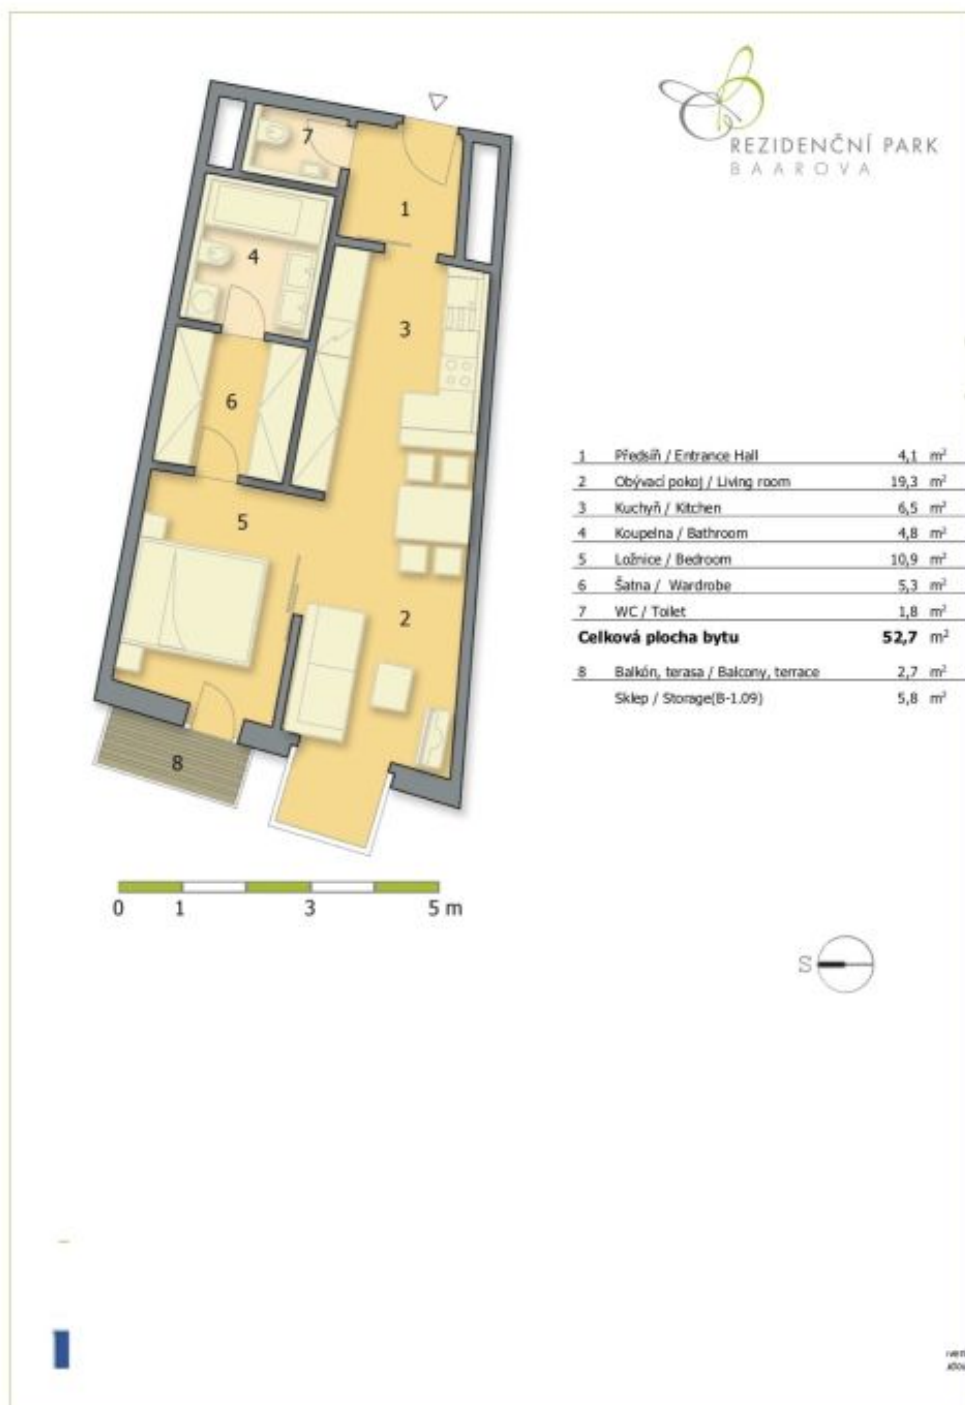 REZIDENČNÍ PARK
BAAROVA
7
1
4
3
6
5
2
8
1 Předsíň / Entrance Hall 4,1 m²
2 Obývací pokoj / Living room 19,3 m²
3 Kuchyň / Kitchen 6,5 m²
4 Koupelna / Bathroom 4,8 m²
5 Ložnice / Bedroom 10,9 m²
6 Šatna / Wardrobe 5,3 m²
7 WC / Toilet 1,8 m²
Celková plocha bytu 52,7 m²
8 Balkón, terasa / Balcony, terrace 2,7 m²
Sklep / Storage(B-1.09) 5,8 m²
0 1 3 5 m
S